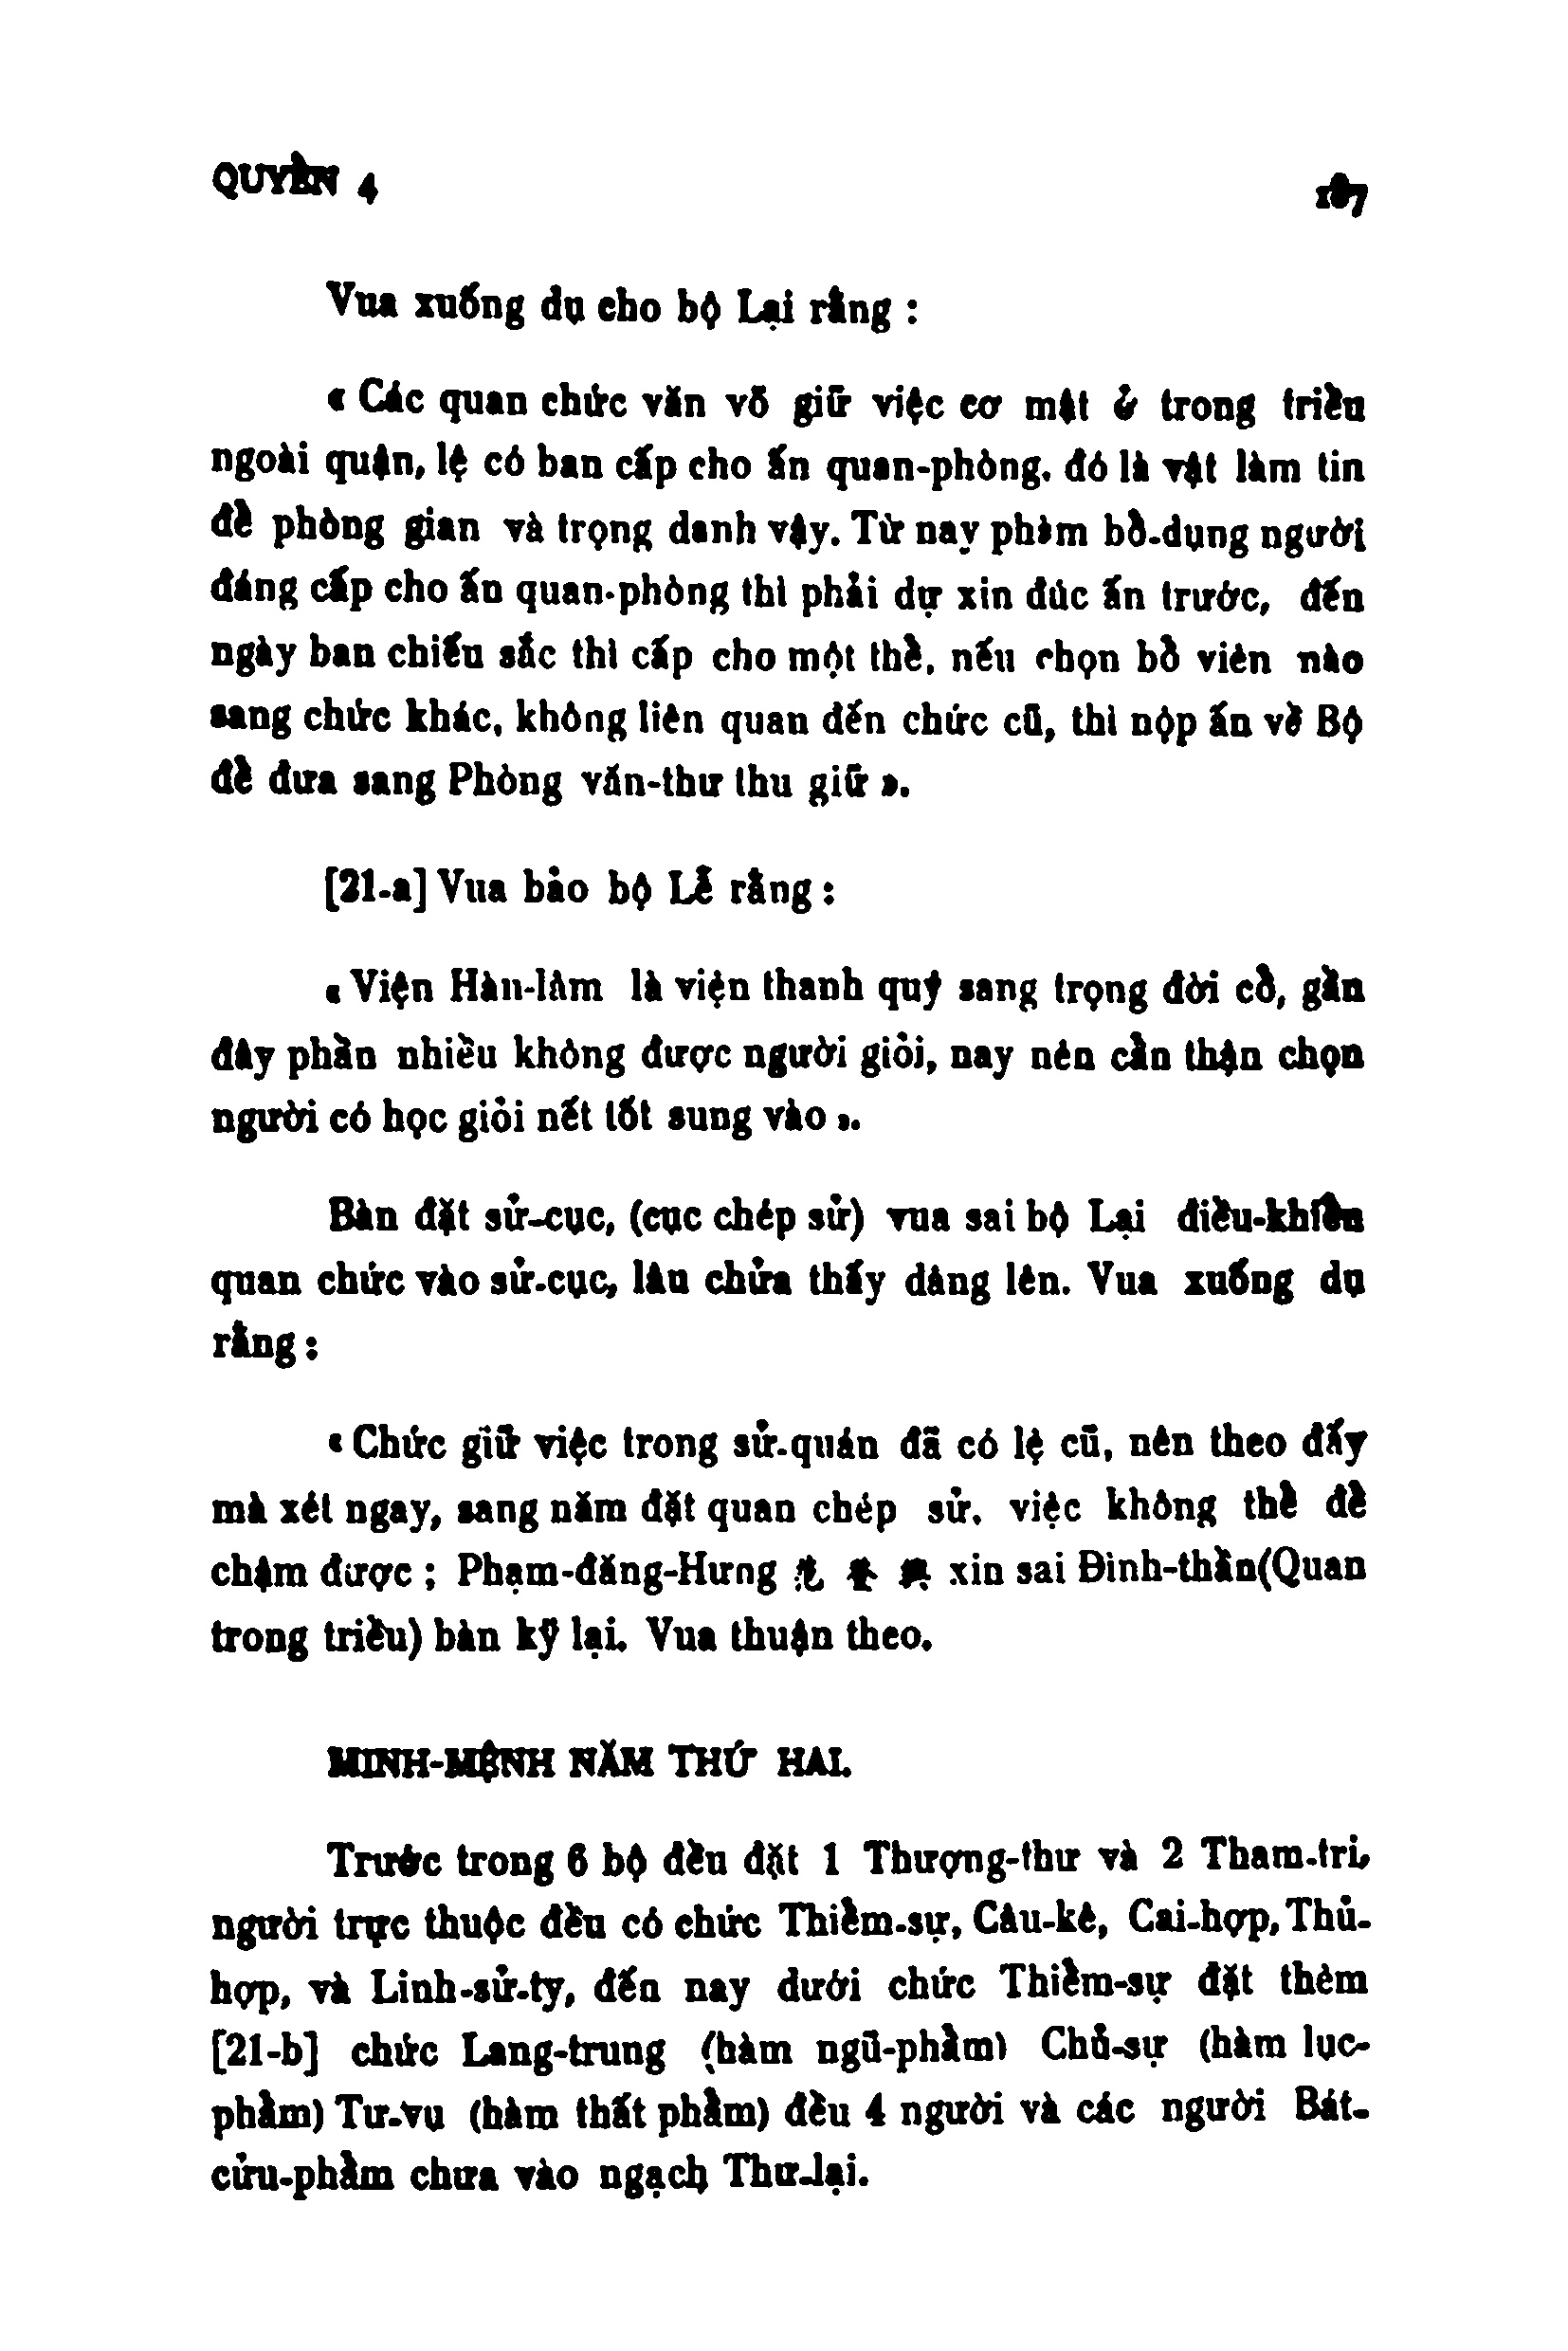 QUYỂN 4
187
Vua xuống dụ cho bộ Lại rằng :
« Các quan chức văn võ giữ việc cơ mật ở trong triều
ngoài quận, lệ có ban cấp cho ấn quan-phòng. đó là vật làm tin
để phòng gian và trọng danh vậy. Từ nay phàm bổ-dụng người
đáng cấp cho ấn quan-phòng thì phải dự xin đúc ấn trước, đến
ngày ban chiếu sắc thì cấp cho một thể, nếu chọn bổ viên nào
sang chức khác, không liên quan đến chức cũ, thì nộp ấn về Bộ
để đưa sang Phòng văn-thư thu giữ ».
[21-a] Vua bảo bộ Lễ rằng :
« Viện Hàn-lâm là viện thanh quý sang trọng đời cổ, gần
đây phần nhiều không được người giỏi, nay nên cẩn thận chọn
người có học giỏi nết tốt sung vào ».
Bàn đặt sử-cục, (cục chép sử) vua sai bộ Lại điều-khiển
quan chức vào sử-cục, lâu chửa thấy dâng lên. Vua xuống dụ
rằng :
« Chức giữ việc trong sử-quán đã có lệ cũ, nên theo đấy
mà xét ngay, sang năm đặt quan chép sử, việc không thể để
chậm được ; Phạm-đăng-Hưng xin sai Đình-thần(Quan
trong triều) bàn kỹ lại. Vua thuận theo.
MINH-MỆNH NĂM THỨ HAI.
Trước trong 6 bộ đều đặt 1 Thượng-thư và 2 Tham-tri,
người trực thuộc đều có chức Thiêm-sự, Câu-kê, Cai-hợp, Thủ-
hợp, và Linh-sử-ty, đến nay dưới chức Thiêm-sự đặt thêm
[21-b] chức Lang-trung (hàm ngũ-phẩm) Chủ-sự (hàm lục-
phẩm) Tư-vụ (hàm thất phẩm) đều 4 người và các người Bát-
cửu-phẩm chưa vào ngạch Thư-lại.